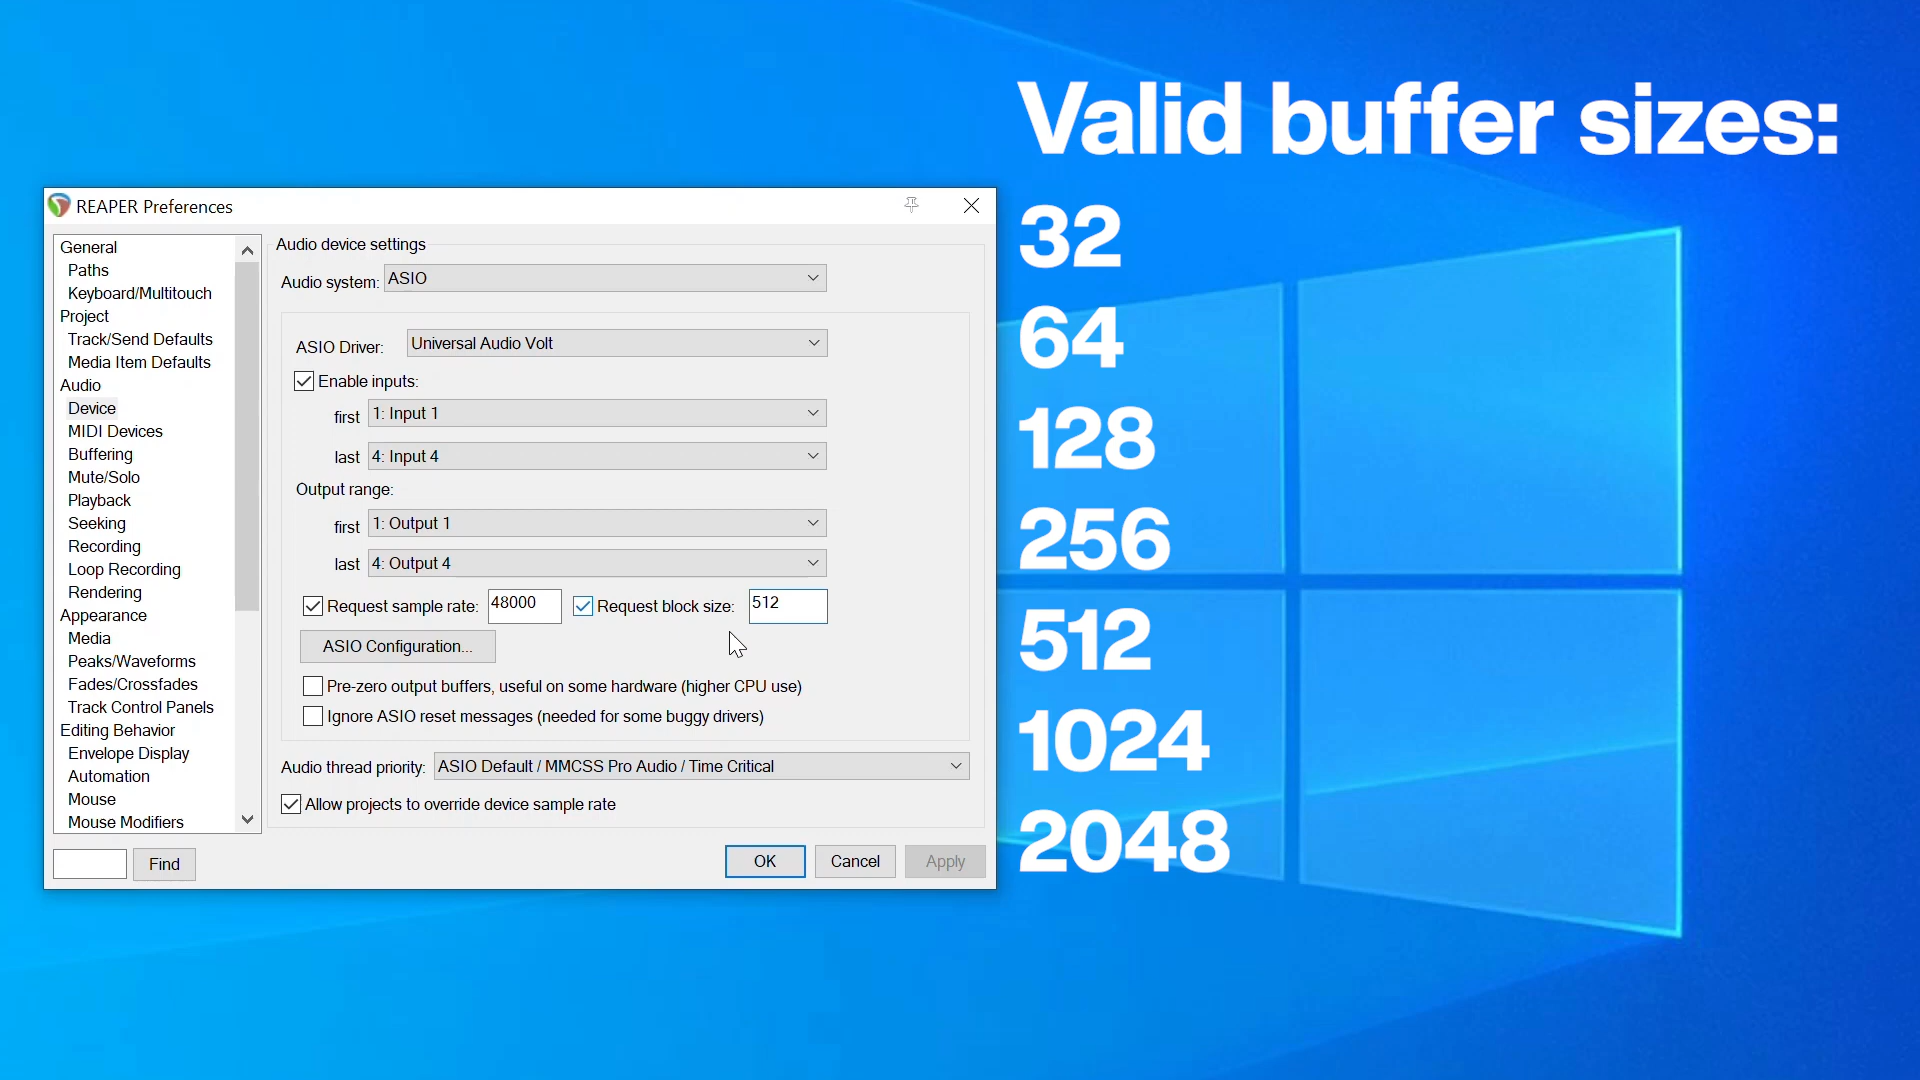 Valid buffer sizes:
32
64
128
256
512
1024
2048
REAPER Preferences
General
Paths
Keyboard/Multitouch
Project
Track/Send Defaults
Media Item Defaults
Audio
Device
MIDI Devices
Buffering
Mute/Solo
Playback
Seeking
Recording
Loop Recording
Rendering
Appearance
Media
Peaks/Waveforms
Fades/Crossfades
Track Control Panels
Editing Behavior
Envelope Display
Automation
Mouse
Mouse Modifiers
Find
Audio device settings
Audio system: ASIO
ASIO Driver: Universal Audio Volt
Enable inputs:
first 1: Input 1
last 4: Input 4
Output range:
first 1: Output 1
last 4: Output 4
Request sample rate: 48000 Request block size: 512
ASIO Configuration...
Pre-zero output buffers, useful on some hardware (higher CPU use)
Ignore ASIO reset messages (needed for some buggy drivers)
Audio thread priority: ASIO Default / MMCSS Pro Audio / Time Critical
Allow projects to override device sample rate
OK Cancel Apply